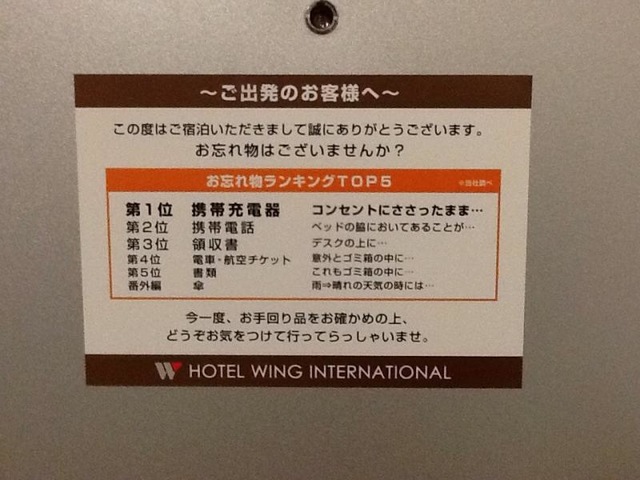 ～ご出発のお客様へ～
この度はご宿泊いただきまして誠にありがとうございます。
お忘れ物はございませんか？
お忘れ物ランキングTOP5 ※当社調べ
第1位 携帯充電器 コンセントにささったまま…
第2位 携帯電話 ベッドの脇においてあることが…
第3位 領収書 デスクの上に…
第4位 電車・航空チケット 意外とゴミ箱の中に…
第5位 書類 これもゴミ箱の中に…
番外編 傘 雨⇒晴れの天気の時には…
今一度、お手回り品をお確かめの上、
どうぞお気をつけて行ってらっしゃいませ。
HOTEL WING INTERNATIONAL